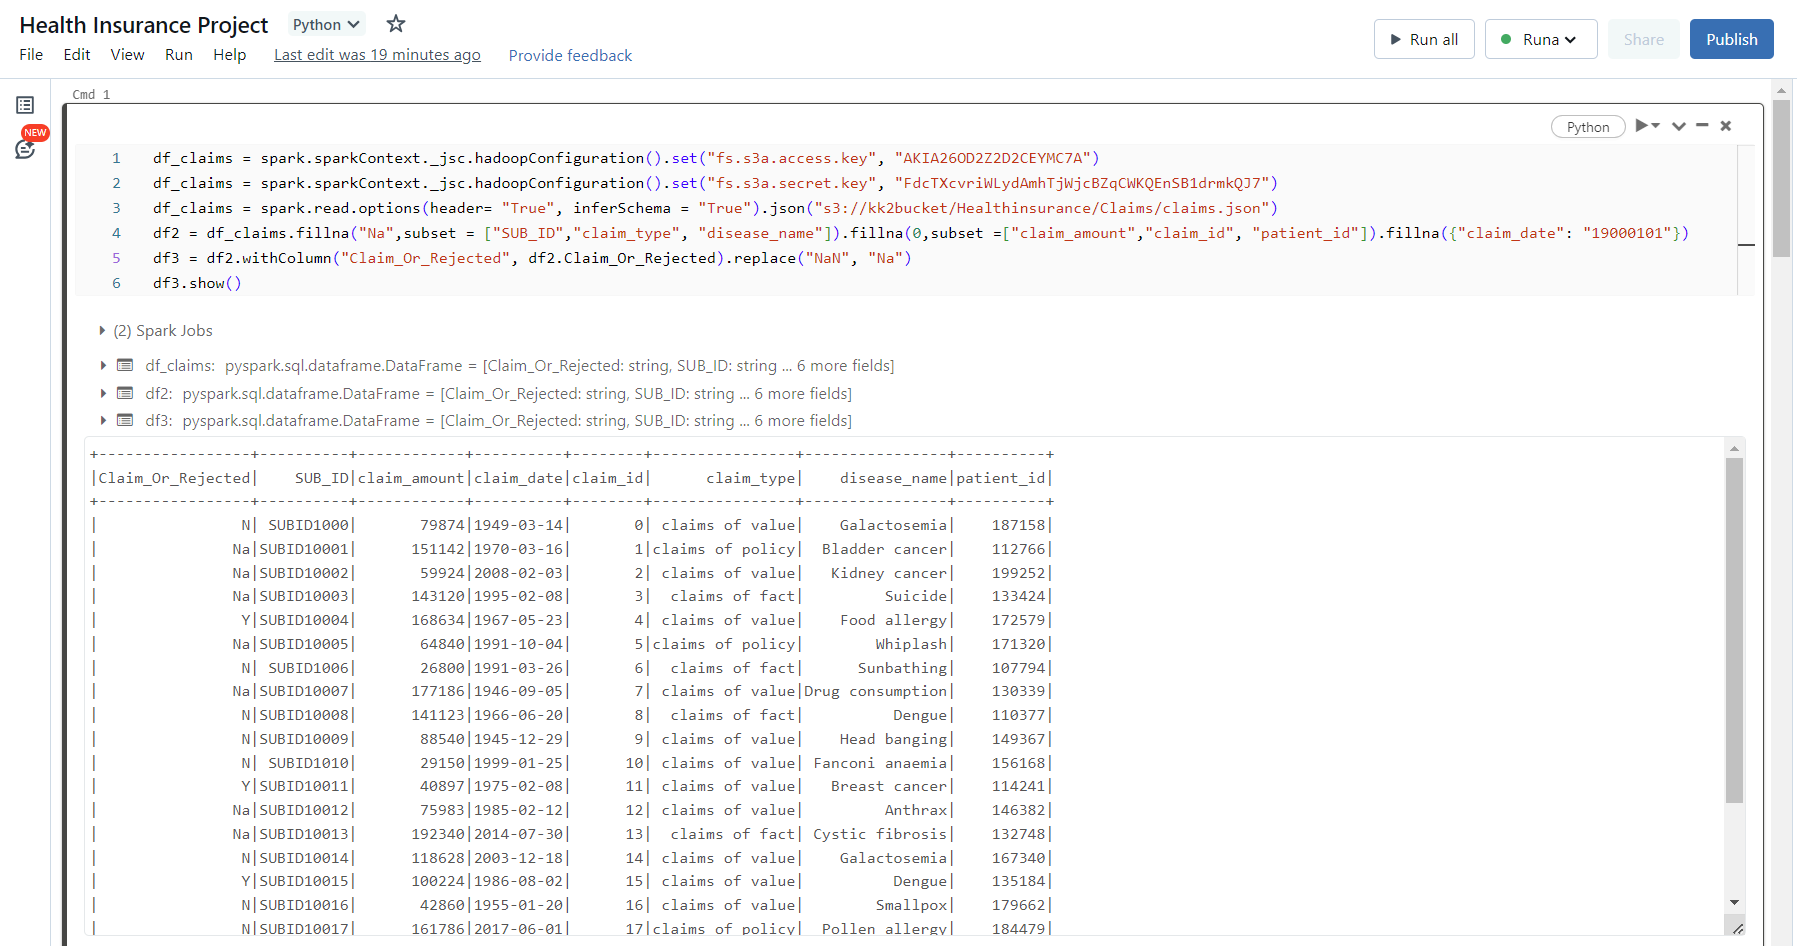 Health Insurance Project Python
File Edit View Run Help Last edit was 19 minutes ago Provide feedback
Run all Runa Share Publish
NEW
Cmd 1
Python
1 df_claims = spark.sparkContext._jsc.hadoopConfiguration().set("fs.s3a.access.key", "AKIA26OD2Z2D2CEYMC7A")
2 df_claims = spark.sparkContext._jsc.hadoopConfiguration().set("fs.s3a.secret.key", "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")
3 df_claims = spark.read.options(header= "True", inferSchema = "True").json("s3://kk2bucket/Healthinsurance/Claims/claims.json")
4 df2 = df_claims.fillna("Na",subset = ["SUB_ID","claim_type", "disease_name"]).fillna(0,subset =["claim_amount","claim_id", "patient_id"]).fillna({"claim_date": "19000101"})
5 df3 = df2.withColumn("Claim_Or_Rejected", df2.Claim_Or_Rejected).replace("NaN", "Na")
6 df3.show()
(2) Spark Jobs
df_claims: pyspark.sql.dataframe.DataFrame = [Claim_Or_Rejected: string, SUB_ID: string ... 6 more fields]
df2: pyspark.sql.dataframe.DataFrame = [Claim_Or_Rejected: string, SUB_ID: string ... 6 more fields]
df3: pyspark.sql.dataframe.DataFrame = [Claim_Or_Rejected: string, SUB_ID: string ... 6 more fields]
+-----------------+----------+------------+----------+--------+----------------+----------------+----------+
|Claim_Or_Rejected|    SUB_ID|claim_amount|claim_date|claim_id|      claim_type|    disease_name|patient_id|
+-----------------+----------+------------+----------+--------+----------------+----------------+----------+
|                N| SUBID1000|       79874|1949-03-14|       0| claims of value|    Galactosemia|    187158|
|               Na|SUBID10001|      151142|1970-03-16|       1|claims of policy|  Bladder cancer|    112766|
|               Na|SUBID10002|       59924|2008-02-03|       2| claims of value|   Kidney cancer|    199252|
|               Na|SUBID10003|      143120|1995-02-08|       3|  claims of fact|         Suicide|    133424|
|                Y|SUBID10004|      168634|1967-05-23|       4| claims of value|    Food allergy|    172579|
|               Na|SUBID10005|       64840|1991-10-04|       5|claims of policy|        Whiplash|    171320|
|                N| SUBID1006|       26800|1991-03-26|       6|  claims of fact|      Sunbathing|    107794|
|               Na|SUBID10007|      177186|1946-09-05|       7| claims of value|Drug consumption|    130339|
|                N|SUBID10008|      141123|1966-06-20|       8|  claims of fact|          Dengue|    110377|
|                N|SUBID10009|       88540|1945-12-29|       9| claims of value|    Head banging|    149367|
|                N| SUBID1010|       29150|1999-01-25|      10| claims of value| Fanconi anaemia|    156168|
|                Y|SUBID10011|       40897|1975-02-08|      11| claims of value|   Breast cancer|    114241|
|               Na|SUBID10012|       75983|1985-02-12|      12| claims of value|         Anthrax|    146382|
|               Na|SUBID10013|      192340|2014-07-30|      13|  claims of fact| Cystic fibrosis|    132748|
|                N|SUBID10014|      118628|2003-12-18|      14| claims of value|    Galactosemia|    167340|
|                Y|SUBID10015|      100224|1986-08-02|      15| claims of value|          Dengue|    135184|
|                N|SUBID10016|       42860|1955-01-20|      16| claims of value|        Smallpox|    179662|
|                N|SUBID10017|      161786|2017-06-01|      17|claims of policy|  Pollen allergy|    184479|